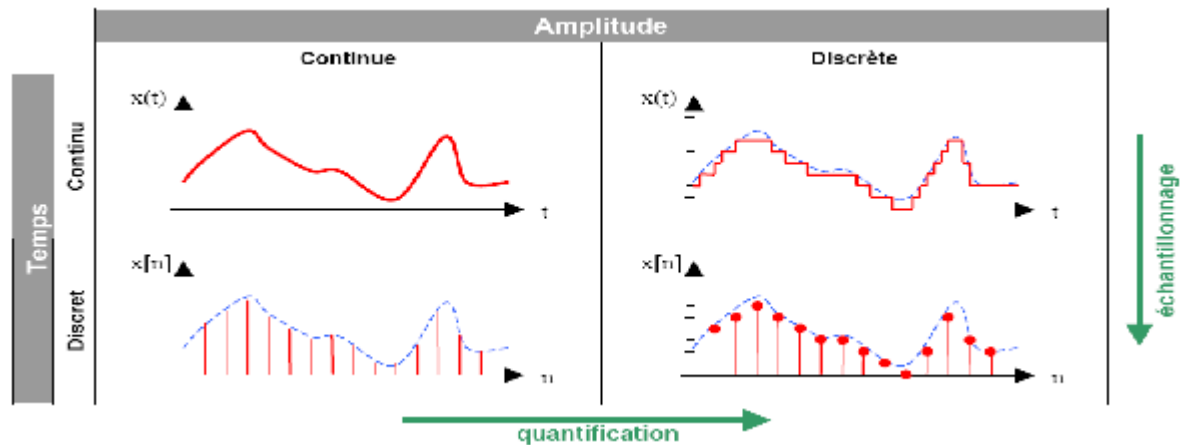 Amplitude
Continue
Discrète
Temps
Continu
x(t)
t
x(t)
t
échantillonnage
Discret
x[n]
n
x[n]
n
quantification